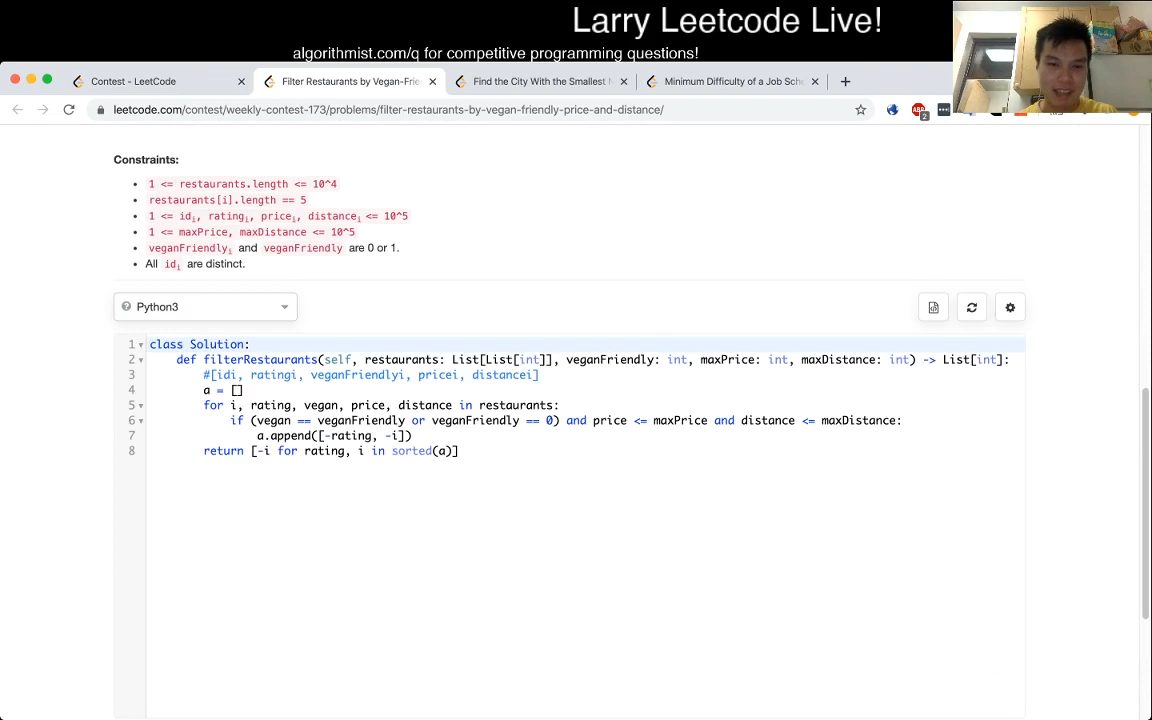 Larry Leetcode Live!
algorithmist.com/q for competitive programming questions!
Contest - LeetCode
Filter Restaurants by Vegan-Frie
Find the City With the Smallest
Minimum Difficulty of a Job Sch
leetcode.com/contest/weekly-contest-173/problems/filter-restaurants-by-vegan-friendly-price-and-distance/
ABP
2
Constraints:
1 <= restaurants.length <= 10^4
restaurants[i].length == 5
1 <= idi, ratingi, pricei, distancei <= 10^5
1 <= maxPrice, maxDistance <= 10^5
veganFriendlyi and veganFriendly are 0 or 1.
All idi are distinct.
Python3
1 class Solution:
2 def filterRestaurants(self, restaurants: List[List[int]], veganFriendly: int, maxPrice: int, maxDistance: int) -> List[int]:
3 #[idi, ratingi, veganFriendlyi, pricei, distancei]
4 a = []
5 for i, rating, vegan, price, distance in restaurants:
6 if (vegan == veganFriendly or veganFriendly == 0) and price <= maxPrice and distance <= maxDistance:
7 a.append([-rating, -i])
8 return [-i for rating, i in sorted(a)]